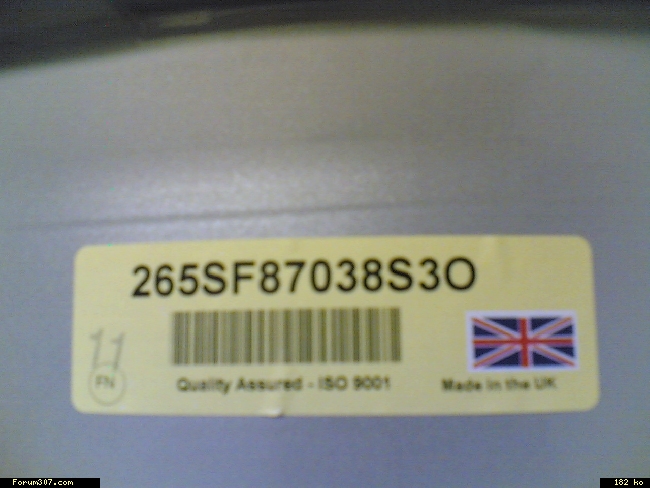 265SF87038S3O
11
FN
Quality Assured - ISO 9001
Made in the UK
Forum307.com
182 ko